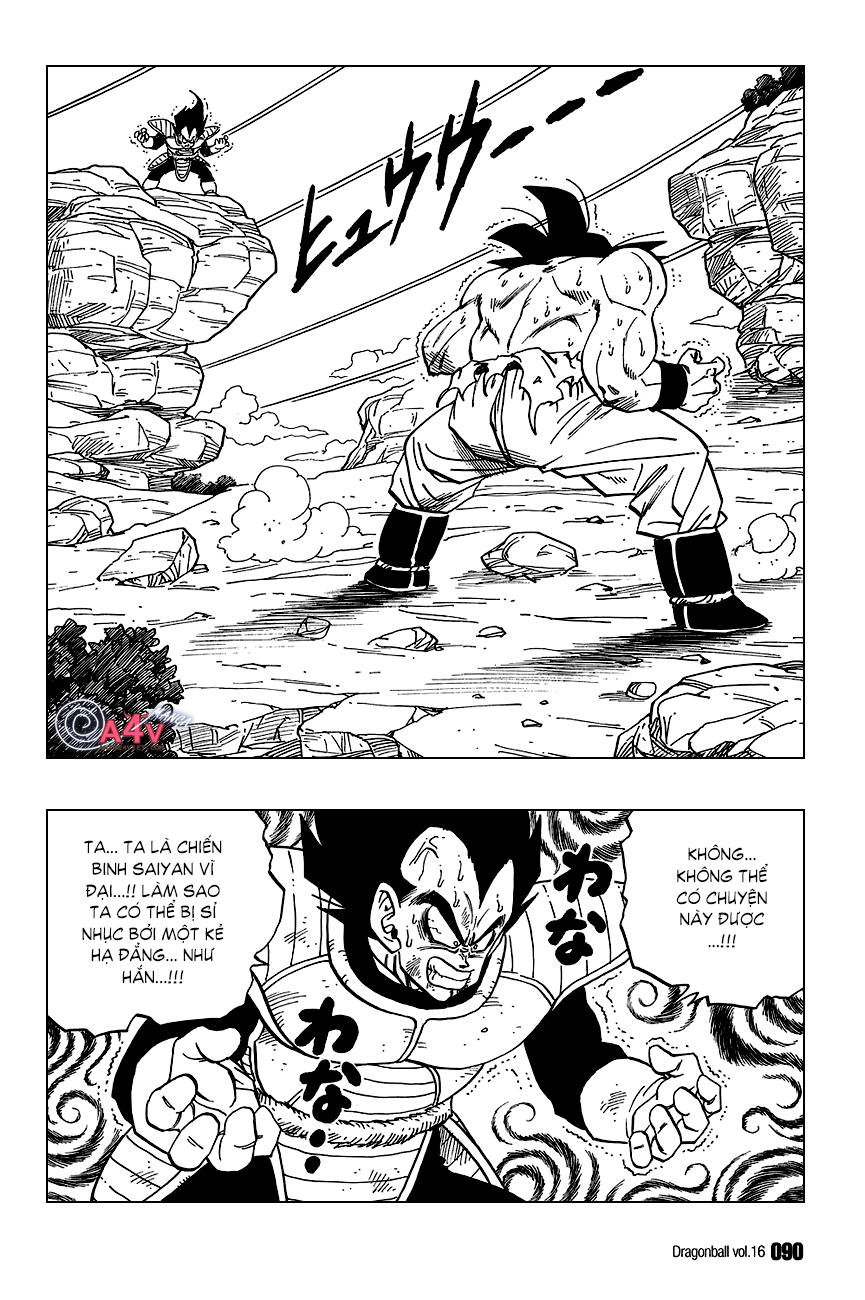 ヒュウウ———
KHÔNG...
KHÔNG THỂ
CÓ CHUYỆN
NÀY ĐƯỢC
...!!!
わな
TA... TA LÀ CHIẾN
BINH SAIYAN VĨ
ĐẠI...!! LÀM SAO
TA CÓ THỂ BỊ SỈ
NHỤC BỞI MỘT KẺ
HẠ ĐẲNG... NHƯ
HẮN...!!!
わな・・
A4V
Dragonball vol.16 090